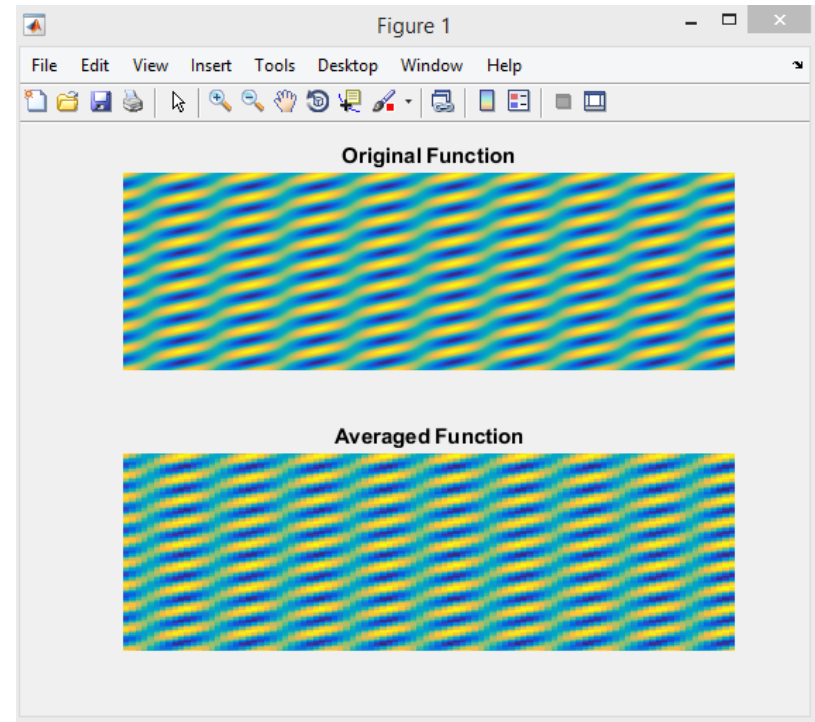 Figure 1
File Edit View Insert Tools Desktop Window Help
Original Function
Averaged Function